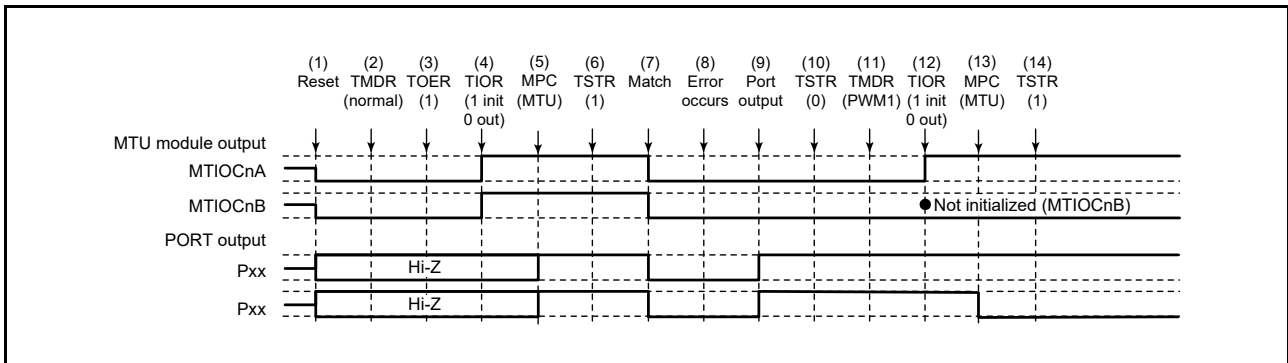 (1) (2) (3) (4) (5) (6) (7) (8) (9) (10) (11) (12) (13) (14)
Reset TMDR TOER TIOR MPC TSTR Match Error Port TSTR TMDR TIOR MPC TSTR
(normal) (1) (1 init (MTU) (1) occurs output (0) (PWM1) (1 init (MTU) (1)
0 out) 0 out)
MTU module output
MTIOCnA
MTIOCnB Not initialized (MTIOCnB)
PORT output
Pxx Hi-Z
Pxx Hi-Z